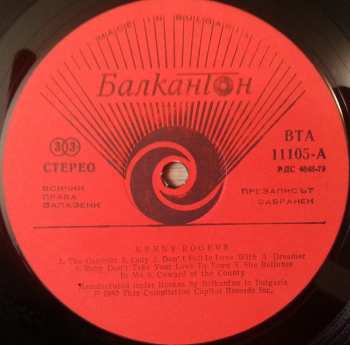 MADE IN BULGARIA
Балкантон
33
СТЕРЕО
ВТА
11105-А
РДС 4648-79
ВСИЧКИ
ПРАВА
ЗАПАЗЕНИ
ПРЕЗАПИСЪТ
ЗАБРАНЕН
KENNY ROGERS
1. The Gambler 2. Lady 3. Don't Fall In Love With A Dreamer
4. Ruby Don't Take Your Love To Town 5. She Believes
In Me 6. Coward of the County
Manufactured under license by Balkanton in Bulgaria
This Compilation Capitol Records Inc.